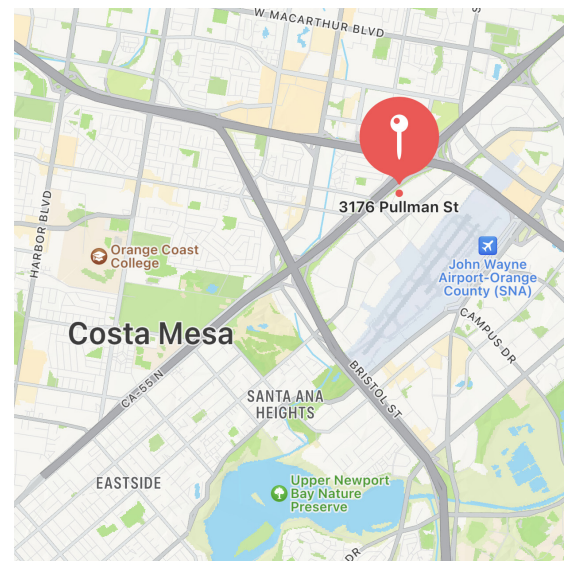 W MACARTHUR BLVD
3176 Pullman St
HARBOR BLVD
Orange Coast
College
John Wayne
Airport-Orange
County (SNA)
CAMPUS DR
Costa Mesa
CA-55 N
BRISTOL ST
SANTA ANA
HEIGHTS
EASTSIDE
Upper Newport
Bay Nature
Preserve
DR